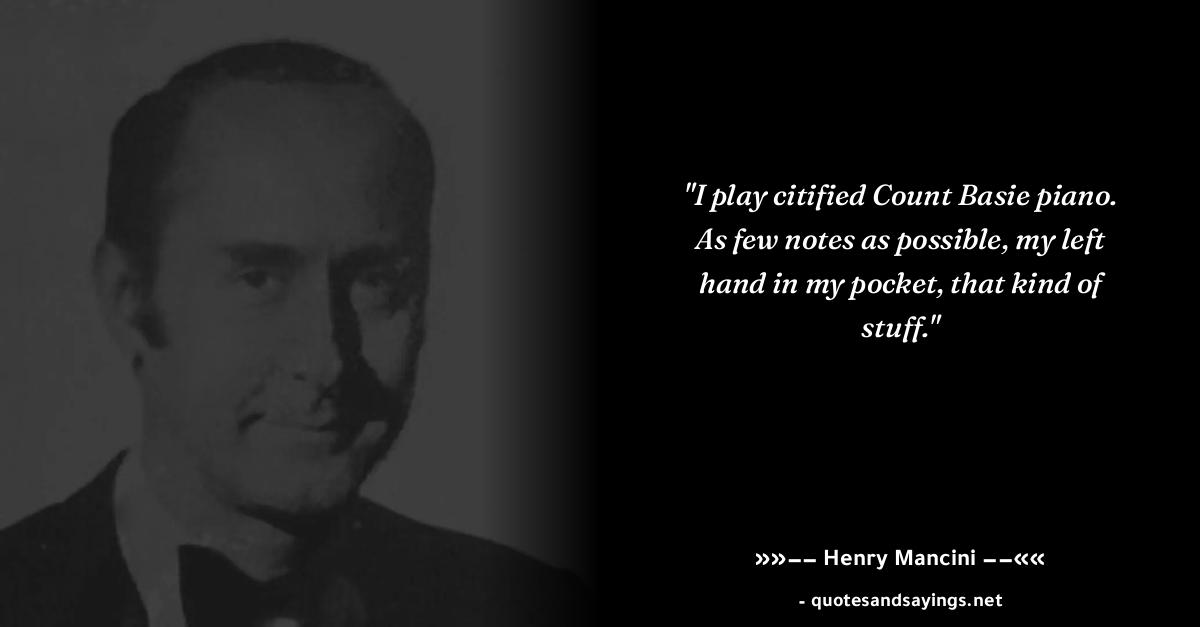 "I play citified Count Basie piano.
As few notes as possible, my left
hand in my pocket, that kind of
stuff."
»»−− Henry Mancini −−««
- quotesandsayings.net